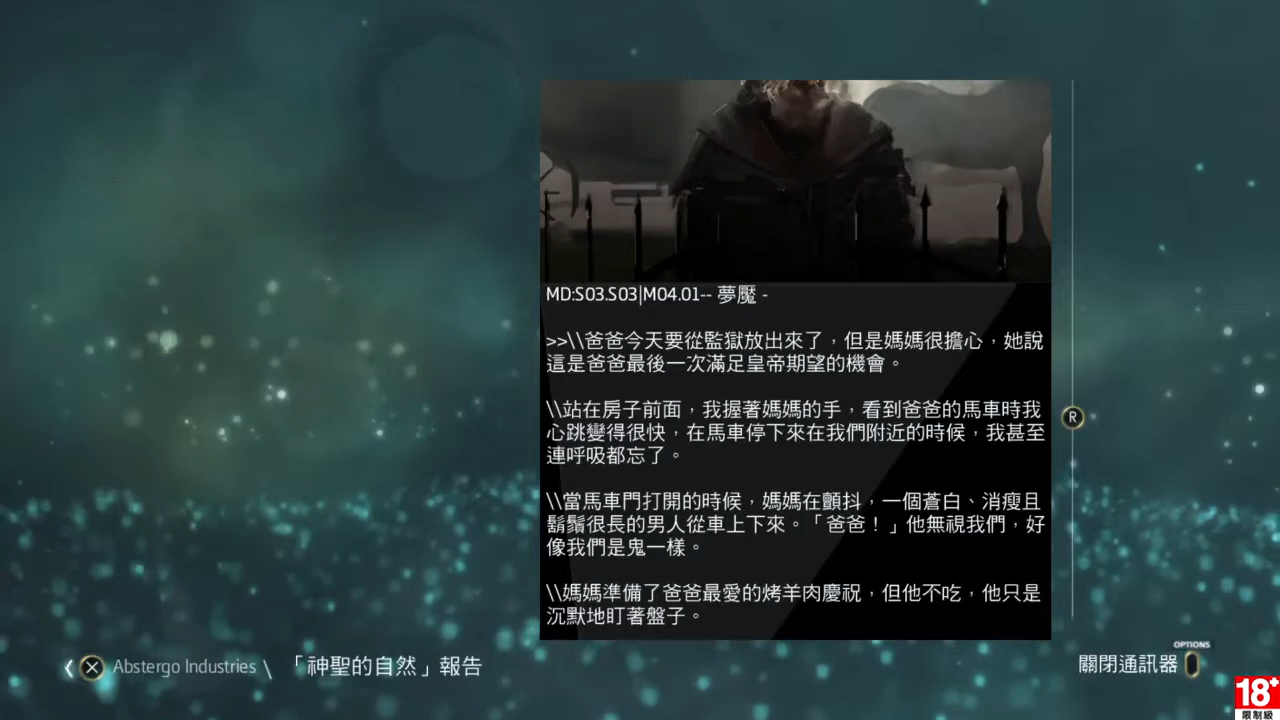 MD:S03.S03|M04.01-- 夢魘 -
>>\\爸爸今天要從監獄放出來了，但是媽媽很擔心，她說
這是爸爸最後一次滿足皇帝期望的機會。
\\站在房子前面，我握著媽媽的手，看到爸爸的馬車時我
心跳變得很快，在馬車停下來在我們附近的時候，我甚至
連呼吸都忘了。
\\當馬車門打開的時候，媽媽在顫抖，一個蒼白、消瘦且
鬍鬚很長的男人從車上下來。「爸爸！」他無視我們，好
像我們是鬼一樣。
\\媽媽準備了爸爸最愛的烤羊肉慶祝，但他不吃，他只是
沉默地盯著盤子。
R
Abstergo Industries \ 「神聖的自然」報告
OPTIONS
關閉通訊器
18+
限制級